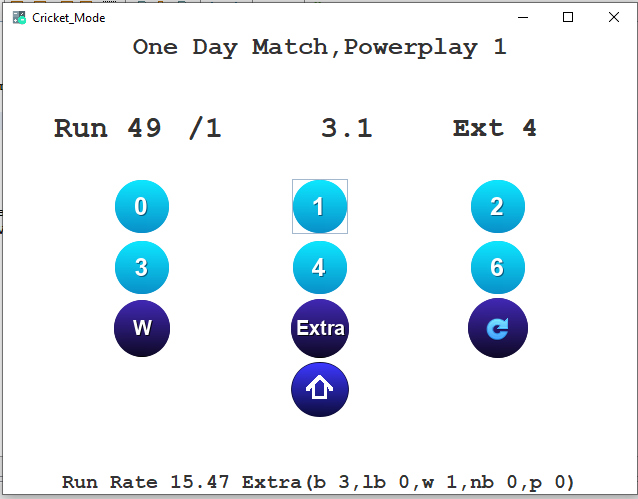 Cricket_Mode
One Day Match,Powerplay 1
Run 49 /1 3.1 Ext 4
0 1 2
3 4 6
W Extra
Run Rate 15.47 Extra(b 3,lb 0,w 1,nb 0,p 0)